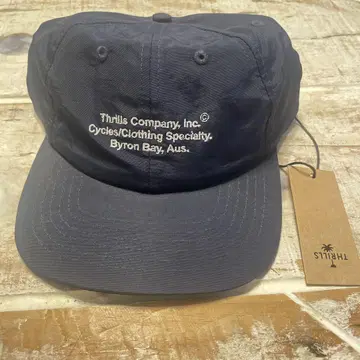 Thrills Company, Inc.©
Cycles/Clothing Specialty.
Byron Bay, Aus.
THRILLS